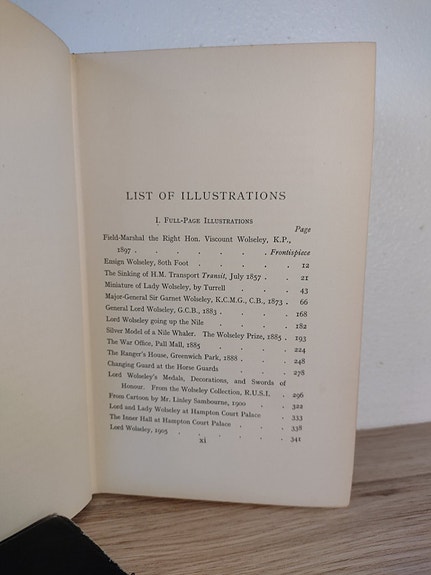 LIST OF ILLUSTRATIONS
I. Full-Page Illustrations
Page
Field-Marshal the Right Hon. Viscount Wolseley, K.P.,
1897 . . . . . . . Frontispiece
Ensign Wolseley, 80th Foot . . . . . 12
The Sinking of H.M. Transport Transit, July 1857 . . 21
Miniature of Lady Wolseley, by Turrell . . . 43
Major-General Sir Garnet Wolseley, K.C.M.G., C.B., 1873 . 66
General Lord Wolseley, G.C.B., 1883 . . . . 168
Lord Wolseley going up the Nile . . . . 182
Silver Model of a Nile Whaler. The Wolseley Prize, 1885 . 193
The War Office, Pall Mall, 1885 . . . . 224
The Ranger's House, Greenwich Park, 1888 . . . 248
Changing Guard at the Horse Guards . . . 278
Lord Wolseley's Medals, Decorations, and Swords of
Honour. From the Wolseley Collection, R.U.S.I. . 296
From Cartoon by Mr. Linley Sambourne, 1900 . . 322
Lord and Lady Wolseley at Hampton Court Palace . 333
The Inner Hall at Hampton Court Palace . . . 338
Lord Wolseley, 1905 . . . . . . 341
xi